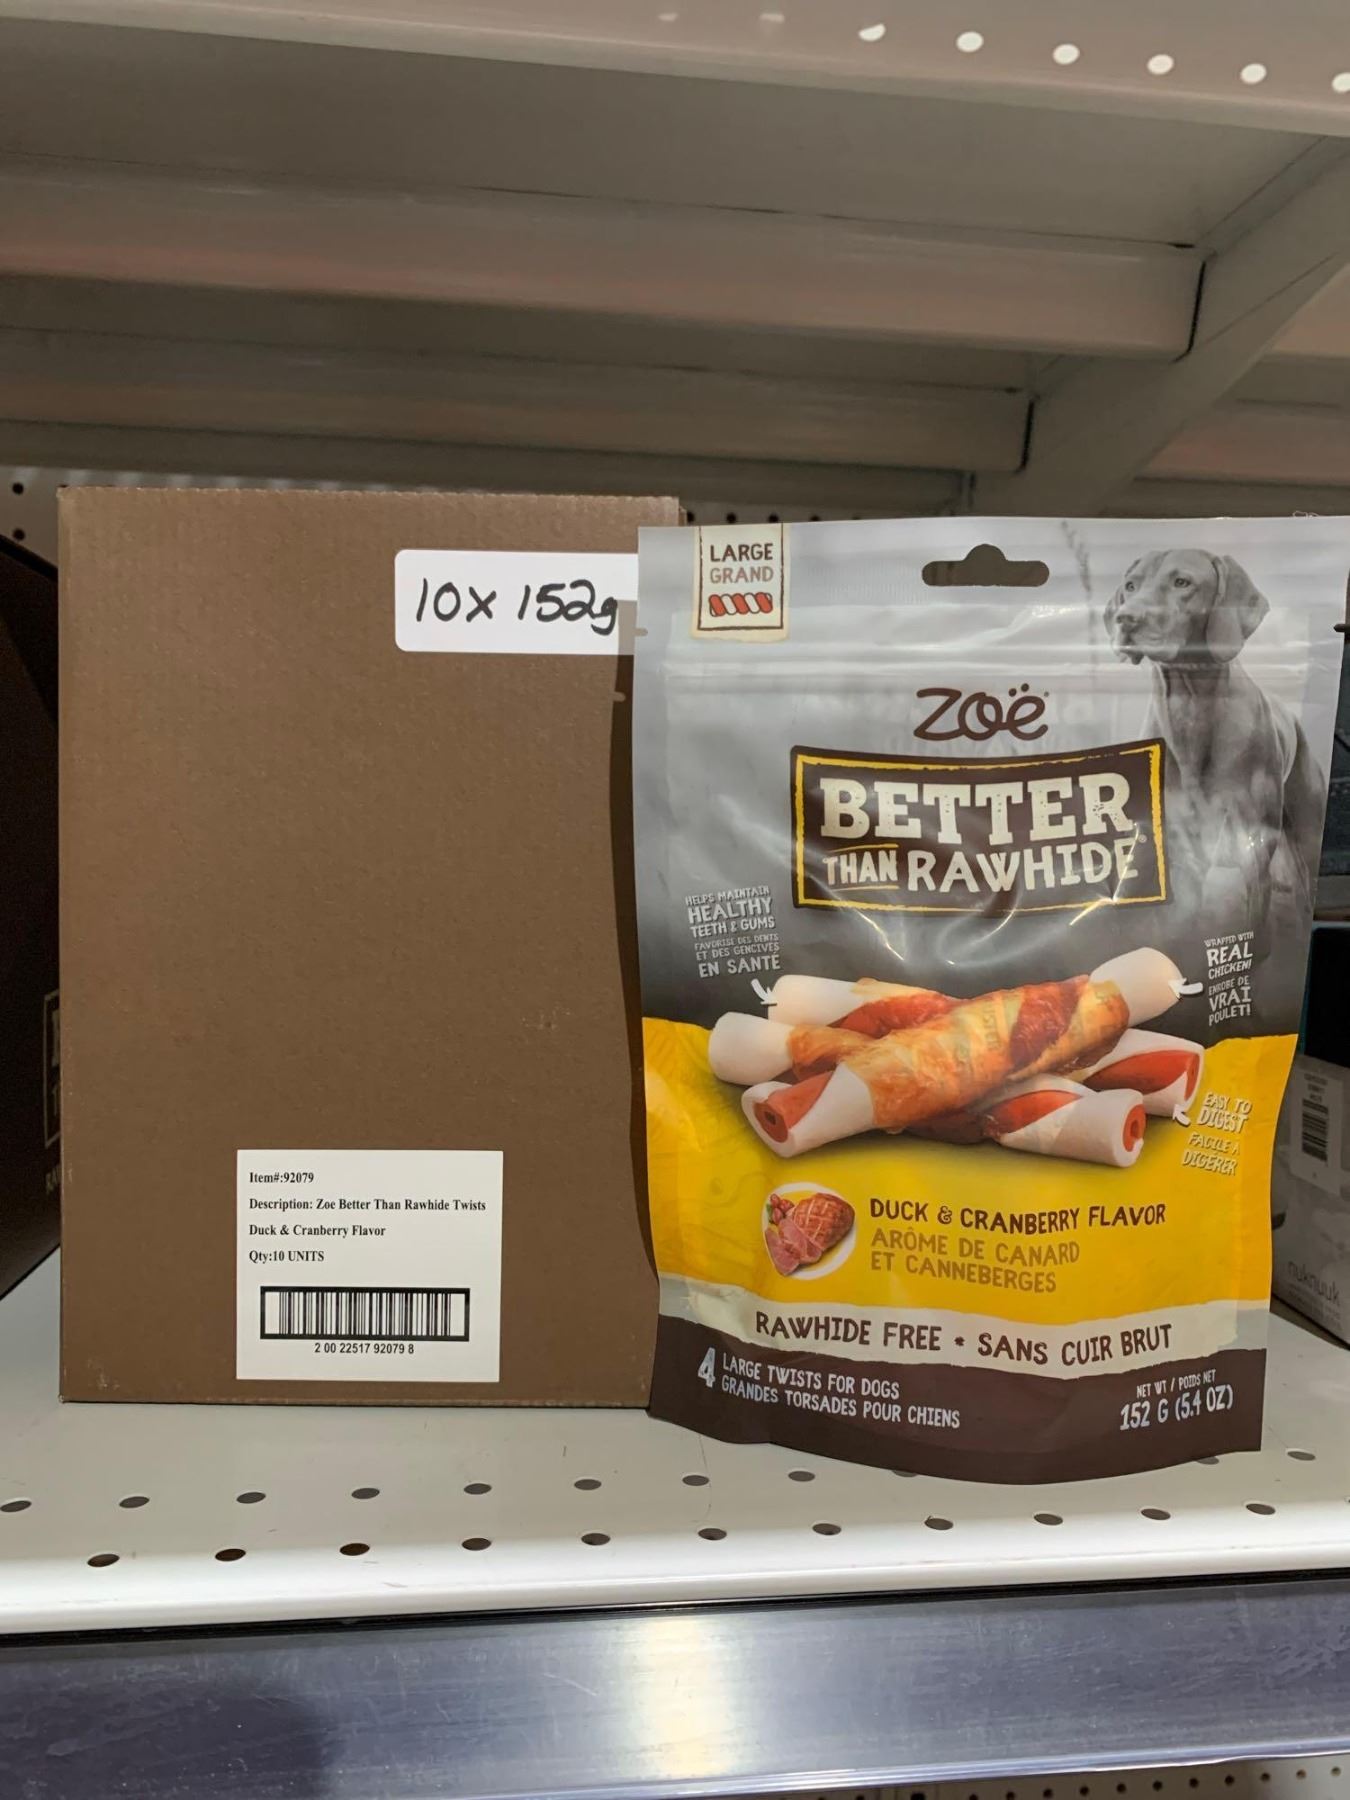 10x 152g
Item#:92079
Description: Zoe Better Than Rawhide Twists
Duck & Cranberry Flavor
Qty:10 UNITS
2 00 22517 92079 8
LARGE
GRAND
Zoë
BETTER
THAN RAWHIDE
HELPS MAINTAIN
HEALTHY
TEETH & GUMS
FAVORISE DES DENTS
ET DES GENCIVES
EN SANTÉ
WRAPPED WITH
REAL
CHICKEN!
ENROBÉ DE
VRAI
POULET!
EASY TO
DIGEST
FACILE À
DIGÉRER
DUCK & CRANBERRY FLAVOR
ARÔME DE CANARD
ET CANNEBERGES
RAWHIDE FREE * SANS CUIR BRUT
4 LARGE TWISTS FOR DOGS
GRANDES TORSADES POUR CHIENS
NET WT / POIDS NET
152 G (5.4 OZ)
nuknuuk